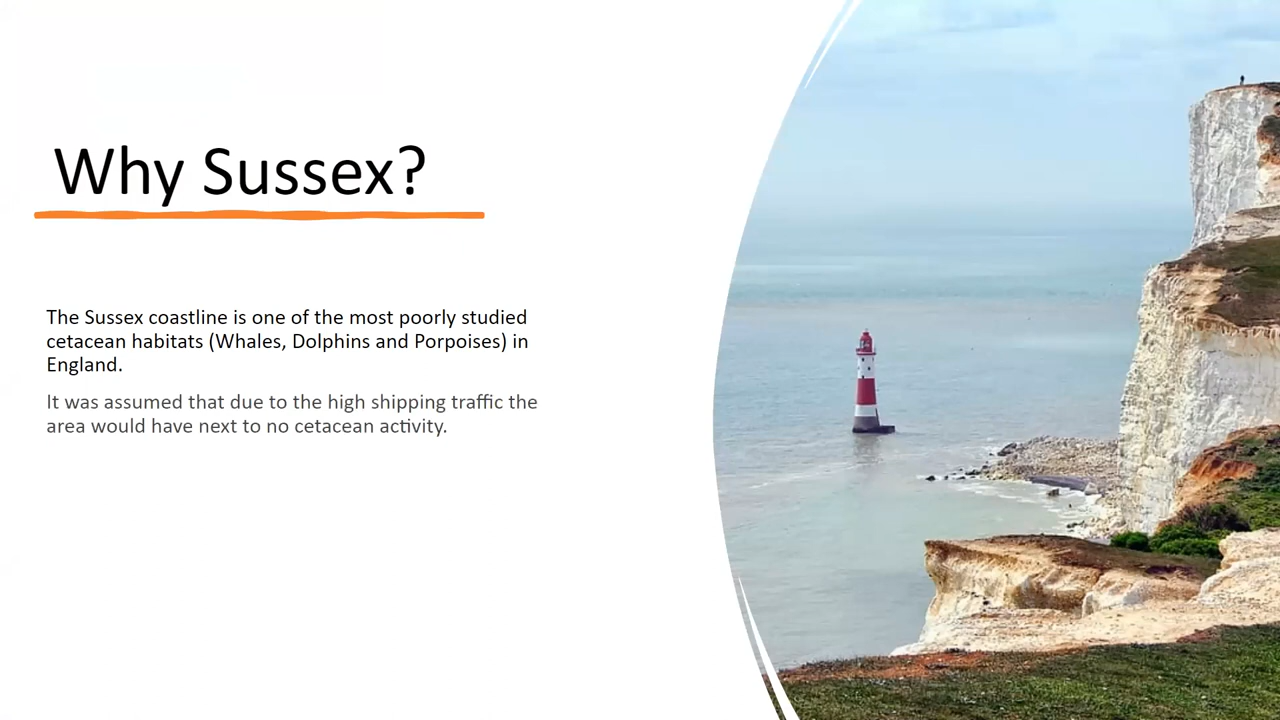 Why Sussex?
The Sussex coastline is one of the most poorly studied
cetacean habitats (Whales, Dolphins and Porpoises) in
England.
It was assumed that due to the high shipping traffic the
area would have next to no cetacean activity.